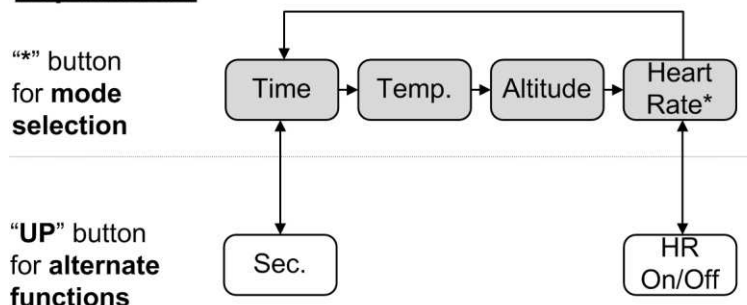 “*” button
for mode
selection
Time
Temp.
Altitude
Heart
Rate*
“UP” button
for alternate
functions
Sec.
HR
On/Off